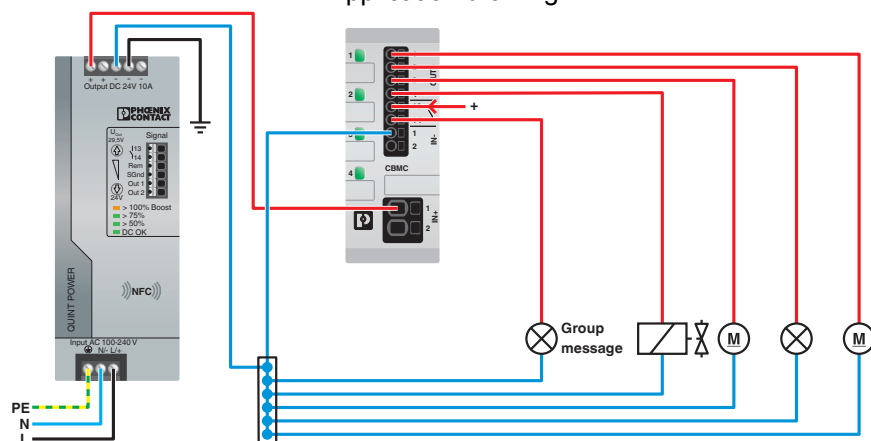 + + - - -
Output DC 24V 10A
PHŒNIX
CONTACT
U Out
29,5V
24V
Signal
13
14
Rem
SGnd
Out 1
Out 2
> 100% Boost
> 75%
> 50%
DC OK
NFC
QUINT POWER
Input AC 100-240 V
N/- L/+
PE
N
L
1
2
4
+
1
2
IN-
CBMC
1
2
IN+
Group
message
M
M